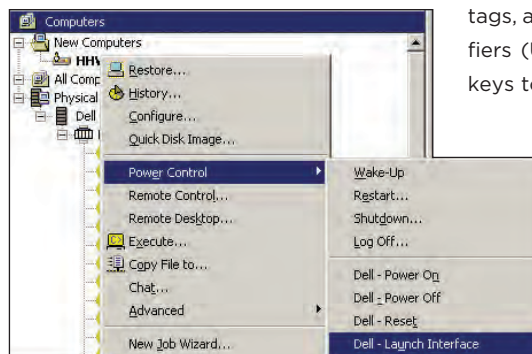 Computers
New Computers
All Comp
Physical
Dell
Restore...
History...
Configure...
Quick Disk Image...
Power Control
Remote Control...
Remote Desktop...
Execute...
Copy File to...
Chat...
Advanced
New Job Wizard...
Wake-Up
Restart...
Shutdown...
Log Off...
Dell - Power On
Dell - Power Off
Dell - Reset
Dell - Launch Interface
tags, a
fiers (
keys t